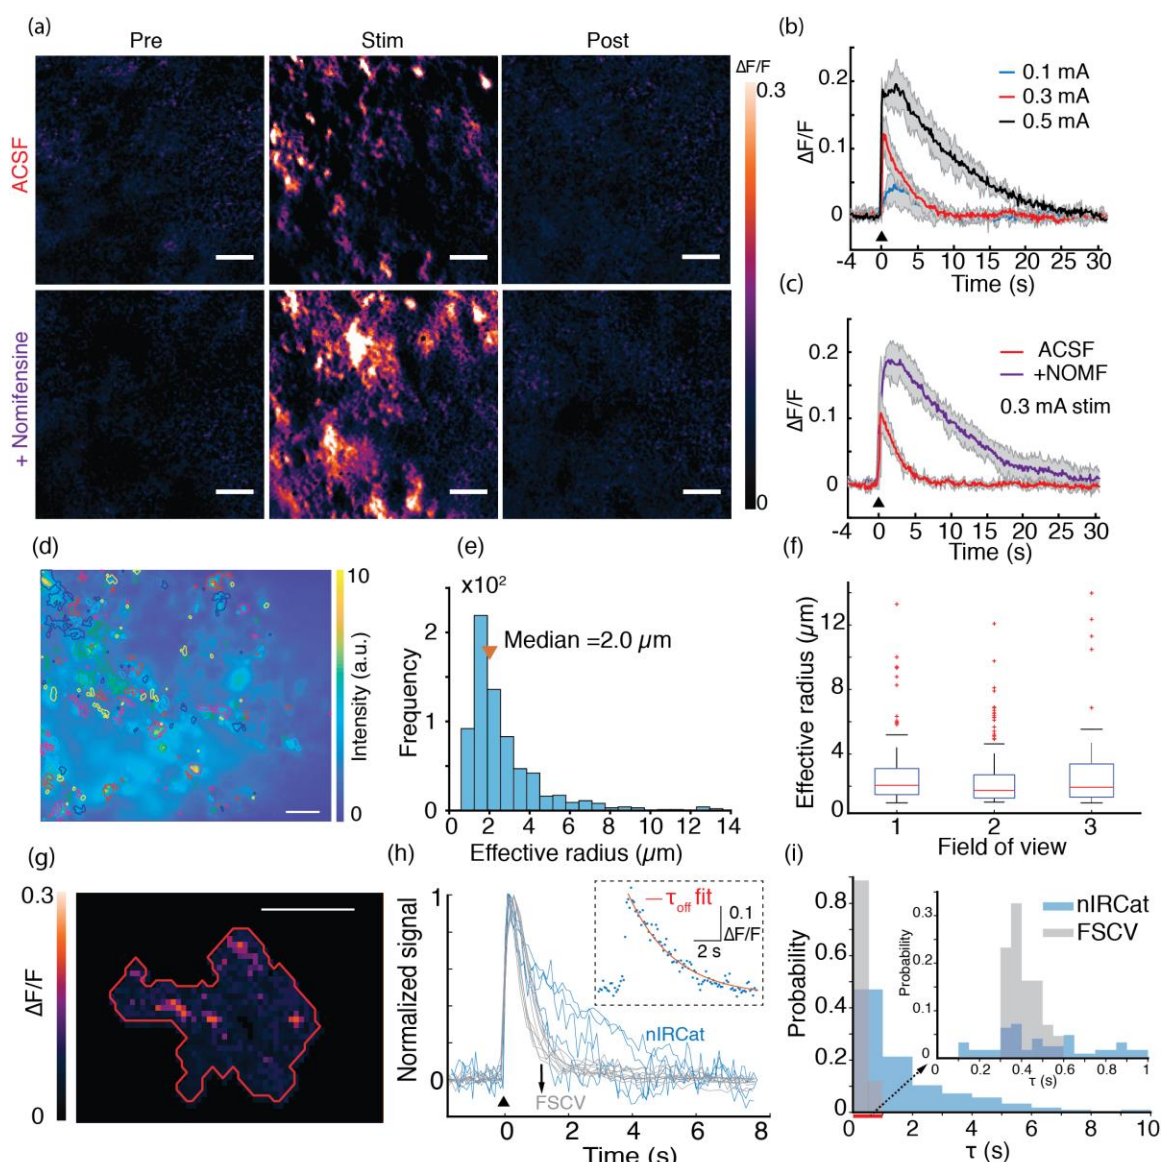 (a)
Pre
Stim
Post
ΔF/F
0.3
0
ACSF
+ Nomifensine
(b)
ΔF/F
0.2
0.1
0
0.1 mA
0.3 mA
0.5 mA
-4 0 5 10 15 20 25 30
Time (s)
(c)
ΔF/F
0.2
0.1
0
ACSF
+NOMF
0.3 mA stim
-4 0 5 10 15 20 25 30
Time (s)
(d)
10
Intensity (a.u.)
0
(e)
x10²
Frequency
2
1
0
Median =2.0 µm
0 2 4 6 8 10 12 14
Effective radius (µm)
(f)
Effective radius (µm)
12
8
4
0
1 2 3
Field of view
(g)
0.3
ΔF/F
0
(h)
Normalized signal
1
0
τoff fit
0.1
ΔF/F
2 s
nIRCat
FSCV
0 2 4 6 8
Time (s)
(i)
Probability
0.8
0.6
0.4
0.2
0
nIRCat
FSCV
Probability
0.3
0.2
0.1
0 0.2 0.4 0.6 0.8 1
τ (s)
0 2 4 6 8 10
τ (s)